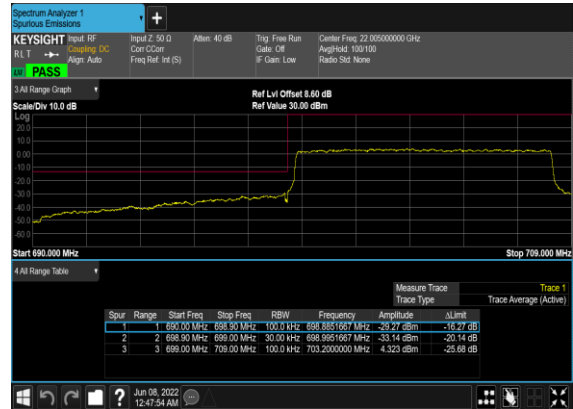 Spectrum Analyzer 1
Spurious Emissions
+
KEYSIGHT Input: RF Input Z: 50 Ω Atten: 40 dB Trig: Free Run Center Freq: 22.005000000 GHz
RLT Coupling: DC Corr CCorr Gate: Off Avg|Hold: 100/100
Align: Auto Freq Ref: Int (S) IF Gain: Low Radio Std: None
LW PASS
3 All Range Graph
Ref Lvl Offset 8.60 dB
Scale/Div 10.0 dB Ref Value 30.00 dBm
Log
20.0
10.0
0.00
-10.0
-20.0
-30.0
-40.0
-50.0
-60.0
Start 690.000 MHz Stop 709.000 MHz
4 All Range Table
Measure Trace Trace 1
Trace Type Trace Average (Active)
Spur Range Start Freq Stop Freq RBW Frequency Amplitude ΔLimit
1 1 690.00 MHz 698.90 MHz 100.0 kHz 698.8851667 MHz -29.27 dBm -16.27 dB
2 2 698.90 MHz 699.00 MHz 30.00 kHz 698.9951667 MHz -33.14 dBm -20.14 dB
3 3 699.00 MHz 709.00 MHz 100.0 kHz 703.2000000 MHz 4.323 dBm -25.68 dB
? Jun 08, 2022
12:47:54 AM